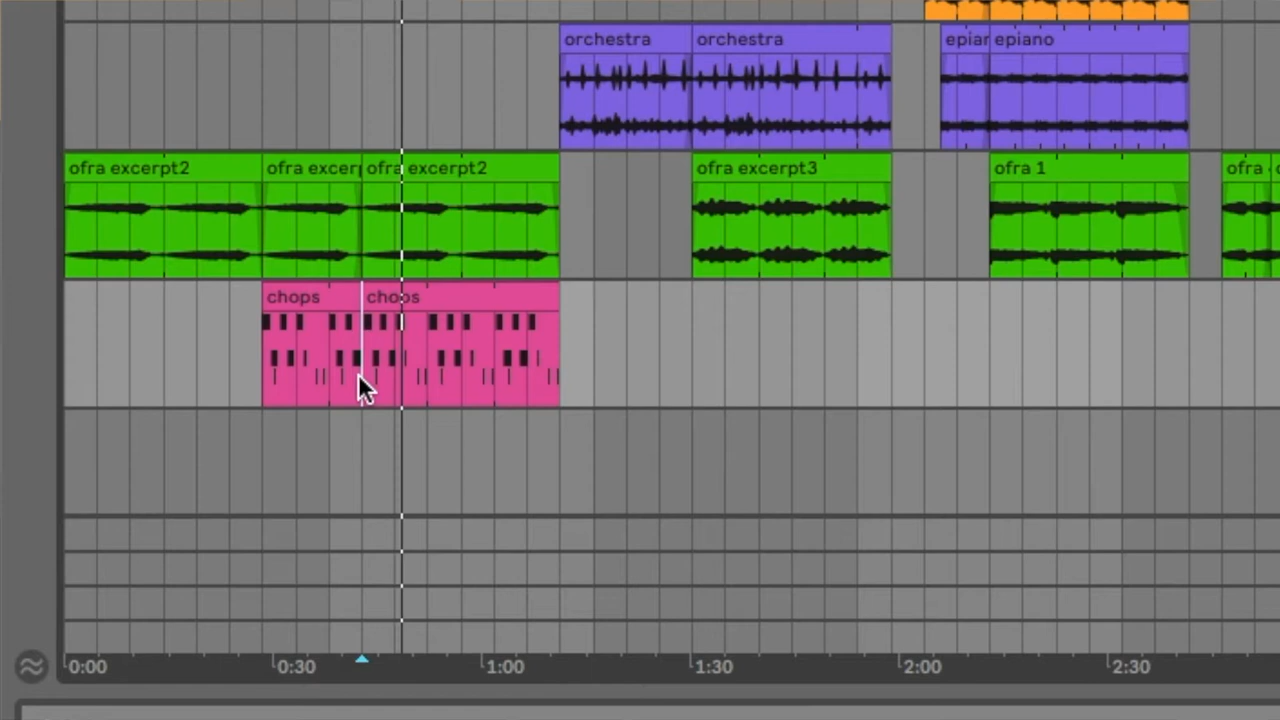 orchestra orchestra epiar epiano
ofra excerpt2 ofra excerp ofra excerpt2 ofra excerpt3 ofra 1 ofra
chops chops
0:00 0:30 1:00 1:30 2:00 2:30